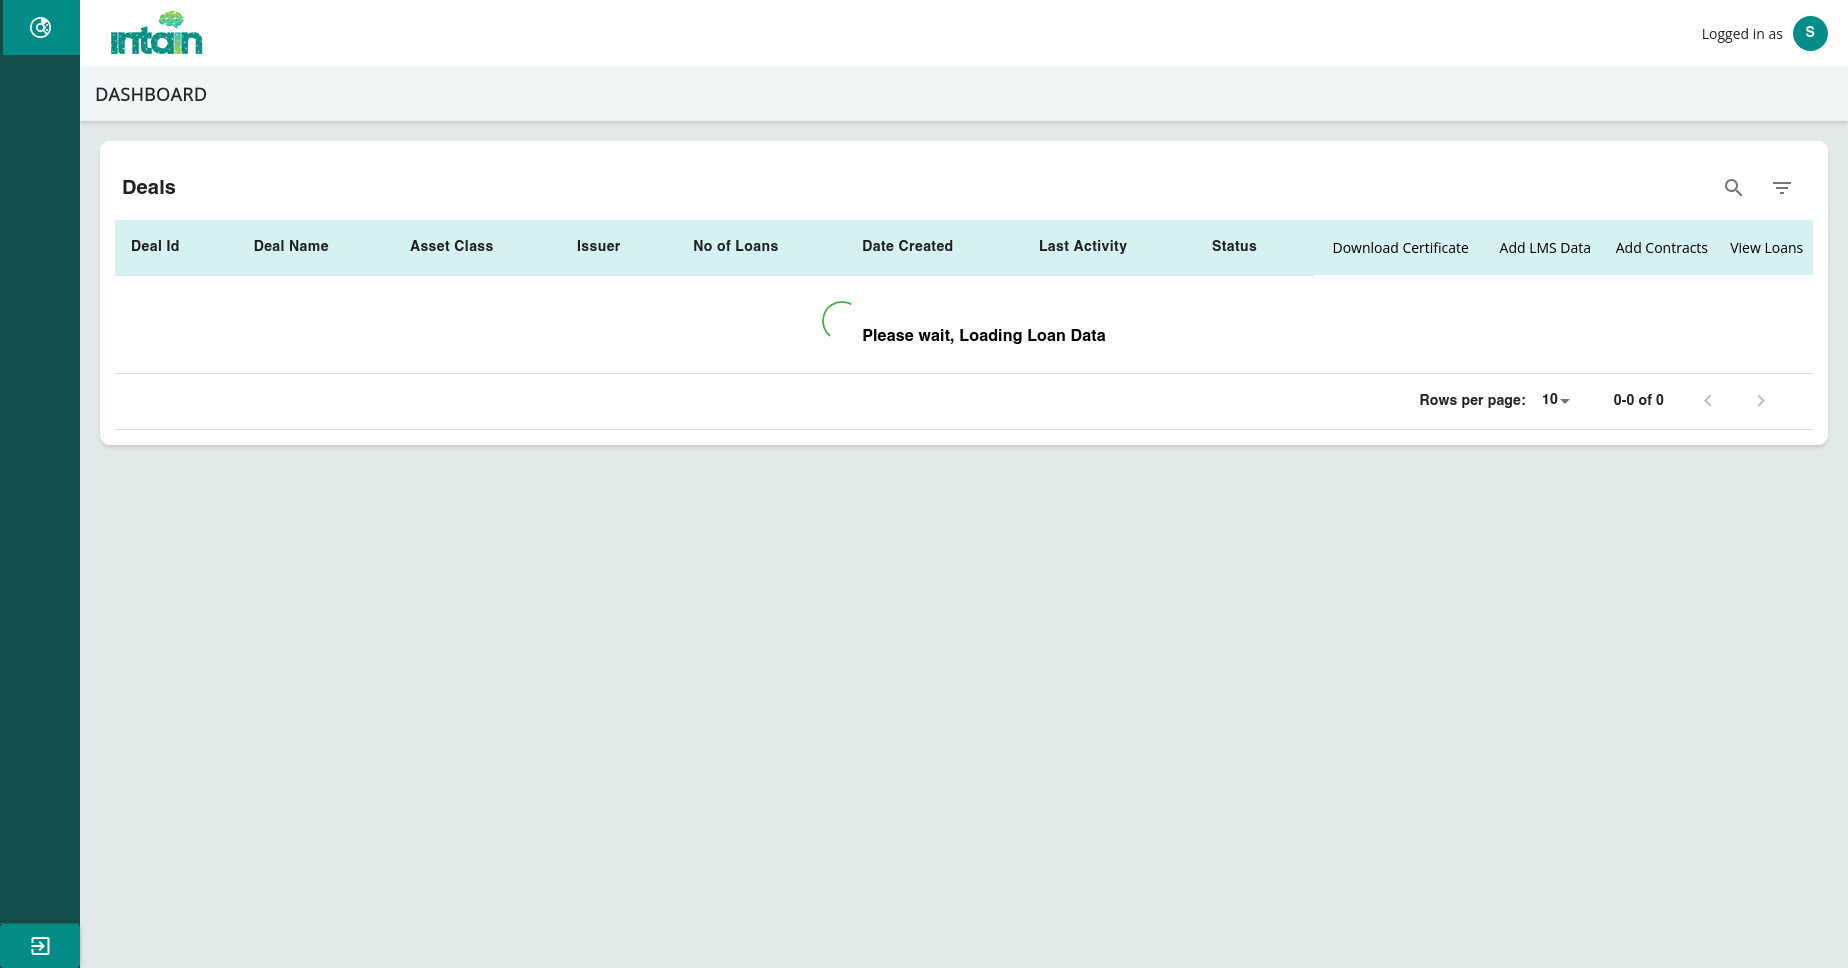 intain
Logged in as S
DASHBOARD
Deals
Deal Id Deal Name Asset Class Issuer No of Loans Date Created Last Activity Status Download Certificate Add LMS Data Add Contracts View Loans
Please wait, Loading Loan Data
Rows per page: 10 0-0 of 0